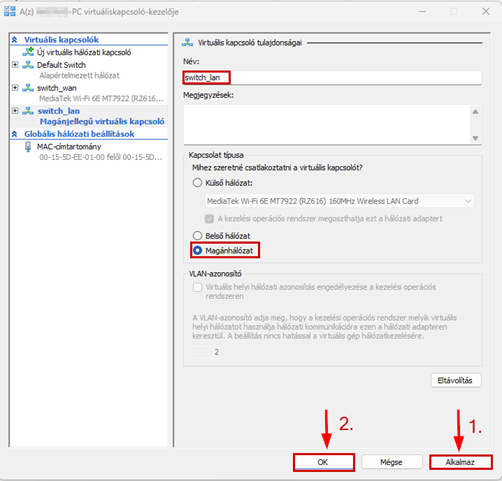 A(z) -PC virtuáliskapcsoló-kezelője
Virtuális kapcsolók
Új virtuális hálózati kapcsoló
Default Switch
Alapértelmezett hálózat
switch_wan
MediaTek Wi-Fi 6E MT7922 (RZ616) ...
switch_lan
Magánjellegű virtuális kapcsoló
Globális hálózati beállítások
MAC-címtartomány
00-15-5D-EE-01-00 felől 00-15-5D-...
Virtuális kapcsoló tulajdonságai
Név:
switch_lan
Megjegyzések:
Kapcsolat típusa
Mihez szeretné csatlakoztatni a virtuális kapcsolót?
Külső hálózat:
MediaTek Wi-Fi 6E MT7922 (RZ616) 160MHz Wireless LAN Card
A kezelési operációs rendszer megoszthatja ezt a hálózati adaptert
Belső hálózat
Magánhálózat
VLAN-azonosító
Virtuális helyi hálózati azonosítás engedélyezése a kezelési operációs
rendszeren
A VLAN-azonosító adja meg, hogy a kezelési operációs rendszer melyik virtuális
helyi hálózatot használja hálózati kommunikációra ezen a hálózati adapteren
keresztül. A beállítás nincs hatással a virtuális gép hálózatkezelésére.
2
Eltávolítás
2.
1.
OK
Mégse
Alkalmaz